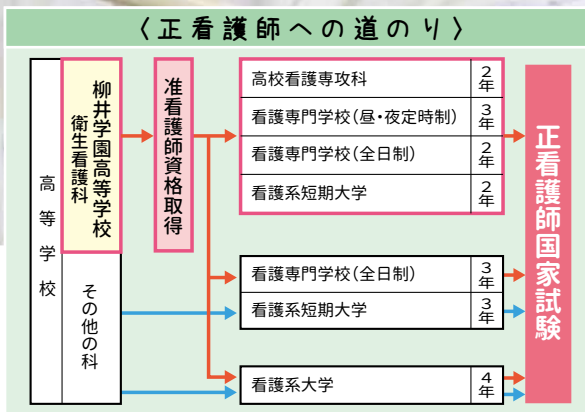 〈正看護師への道のり〉
高等学校
柳井学園高等学校
衛生看護科
その他の科
准看護師資格取得
高校看護専攻科 2年
看護専門学校(昼・夜定時制) 3年
看護専門学校(全日制) 2年
看護系短期大学 2年
看護専門学校(全日制) 3年
看護系短期大学 3年
看護系大学 4年
正看護師国家試験